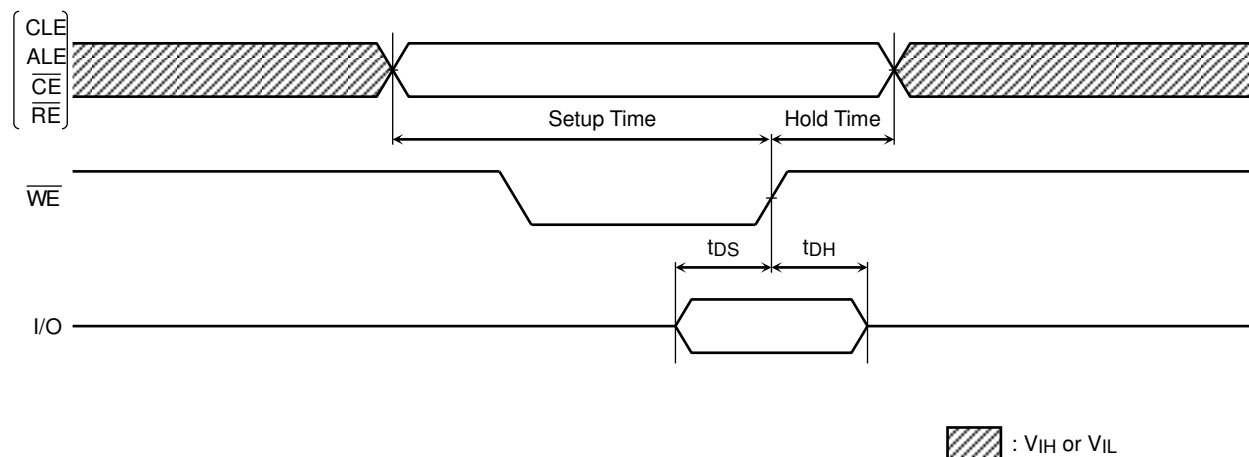 CLE
ALE
CE
RE
Setup Time
Hold Time
WE
tDS
tDH
I/O
: VIH or VIL